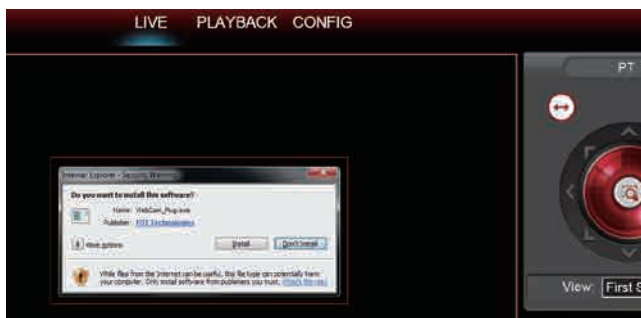 LIVE PLAYBACK CONFIG
PT
Internet Explorer - Security Warning
Do you want to install this software?
Name: WebCam_Plug.exe
Publisher:
More options
Install
Don't Install
While files from the Internet can be useful, this file type can potentially harm
your computer. Only install software from publishers you trust.
View: First S